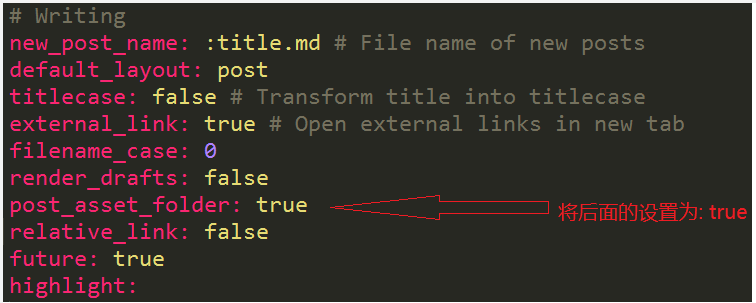 # Writing
new_post_name: :title.md # File name of new posts
default_layout: post
titlecase: false # Transform title into titlecase
external_link: true # Open external links in new tab
filename_case: 0
render_drafts: false
post_asset_folder: true 将后面的设置为: true
relative_link: false
future: true
highlight: